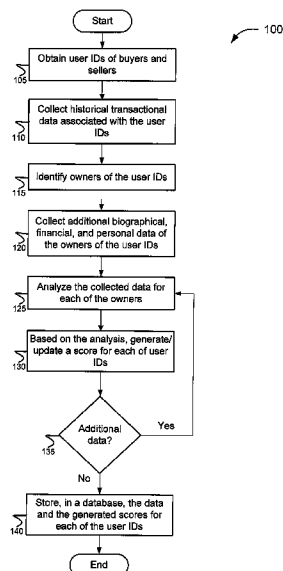 Start
100
Obtain user IDs of buyers and
sellers
105
Collect historical transactional
data associated with the user
IDs
110
Identify owners of the user IDs
115
Collect additional biographical,
financial, and personal data of
the owners of the user IDs
120
Analyze the collected data for
each of the owners
125
Based on the analysis, generate/
update a score for each of user
IDs
130
Additional
data?
135
Yes
No
Store, in a database, the data
and the generated scores for
each of the user IDs
140
End